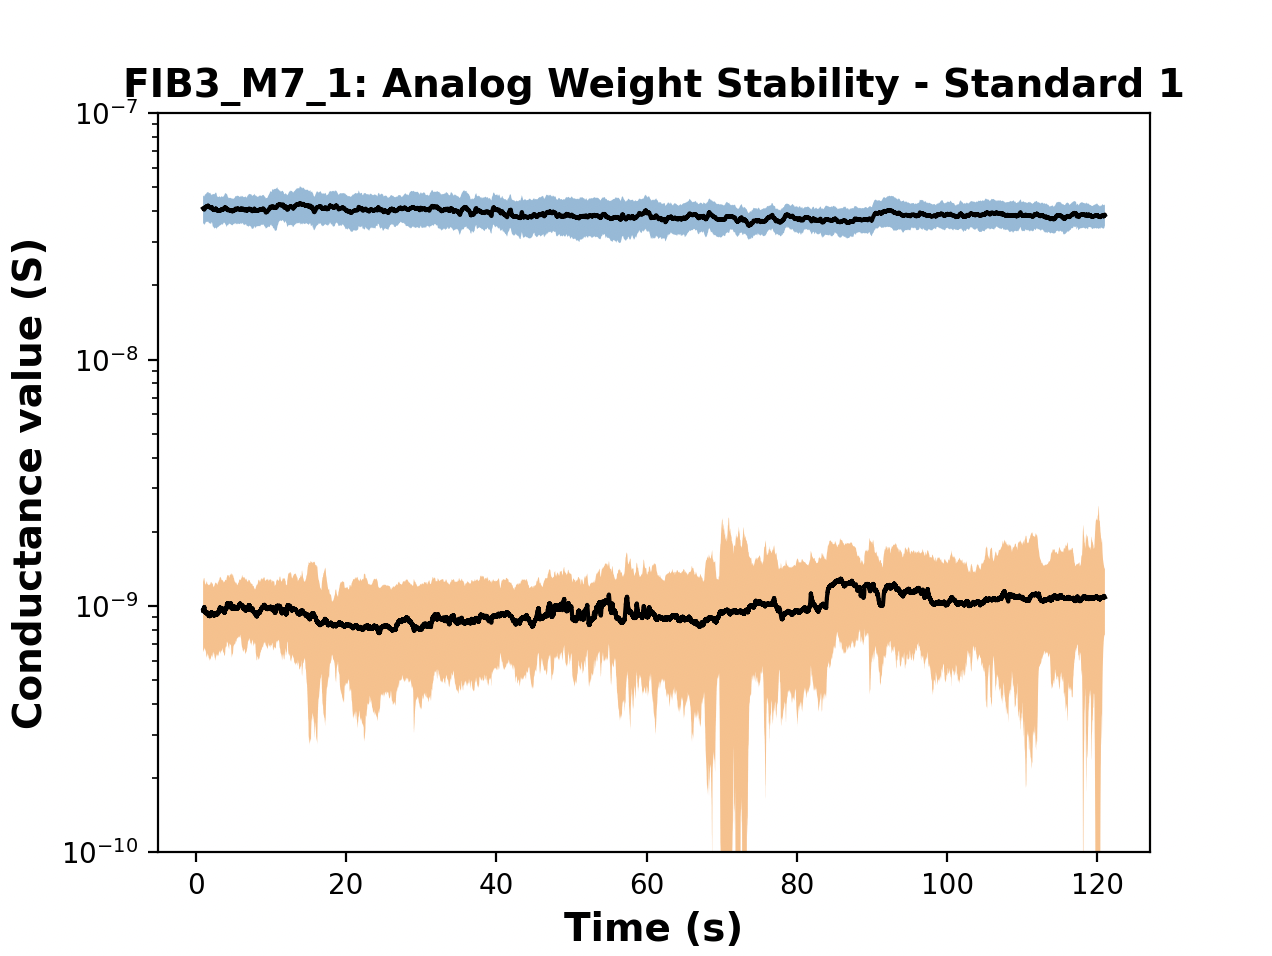 FIB3_M7_1: Analog Weight Stability - Standard 1
Conductance value (S)
10⁻⁷
10⁻⁸
10⁻⁹
10⁻¹⁰
0 20 40 60 80 100 120
Time (s)